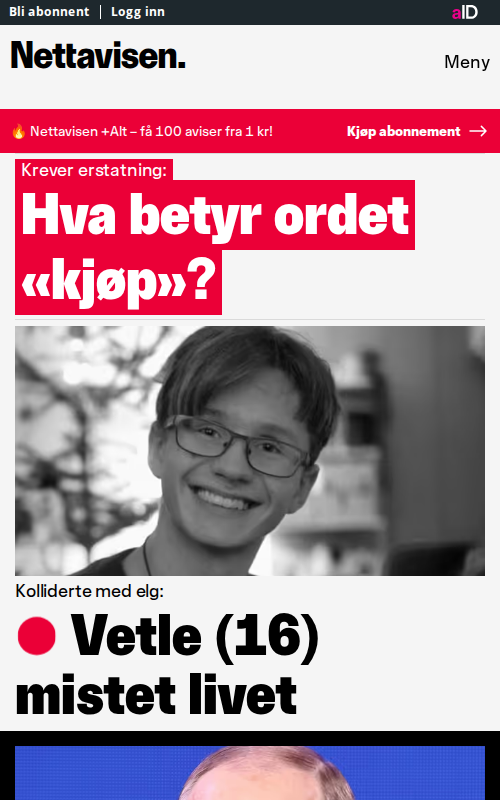 Bli abonnent | Logg inn
aID
Nettavisen.
Meny
🔥 Nettavisen +Alt – få 100 aviser fra 1 kr!
Kjøp abonnement →
Krever erstatning:
Hva betyr ordet
«kjøp»?
Kolliderte med elg:
Vetle (16)
mistet livet